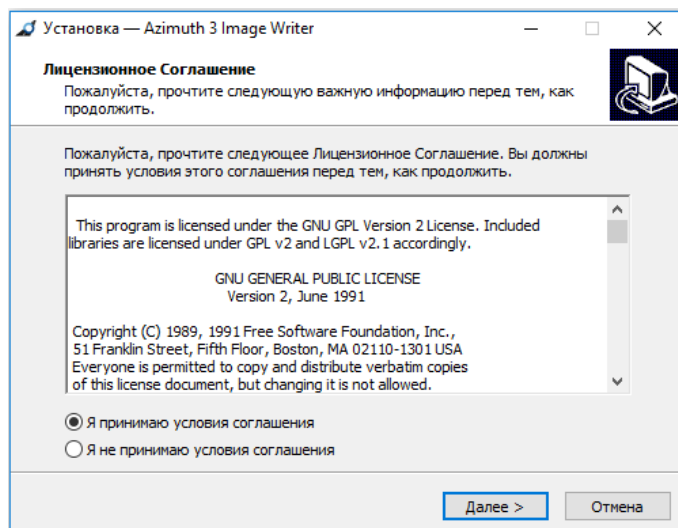 Установка — Azimuth 3 Image Writer
Лицензионное Соглашение
Пожалуйста, прочтите следующую важную информацию перед тем, как
продолжить.
Пожалуйста, прочтите следующее Лицензионное Соглашение. Вы должны
принять условия этого соглашения перед тем, как продолжить.
This program is licensed under the GNU GPL Version 2 License. Included
libraries are licensed under GPL v2 and LGPL v2.1 accordingly.
GNU GENERAL PUBLIC LICENSE
Version 2, June 1991
Copyright (C) 1989, 1991 Free Software Foundation, Inc.,
51 Franklin Street, Fifth Floor, Boston, MA 02110-1301 USA
Everyone is permitted to copy and distribute verbatim copies
of this license document, but changing it is not allowed.
Я принимаю условия соглашения
Я не принимаю условия соглашения
Далее >
Отмена